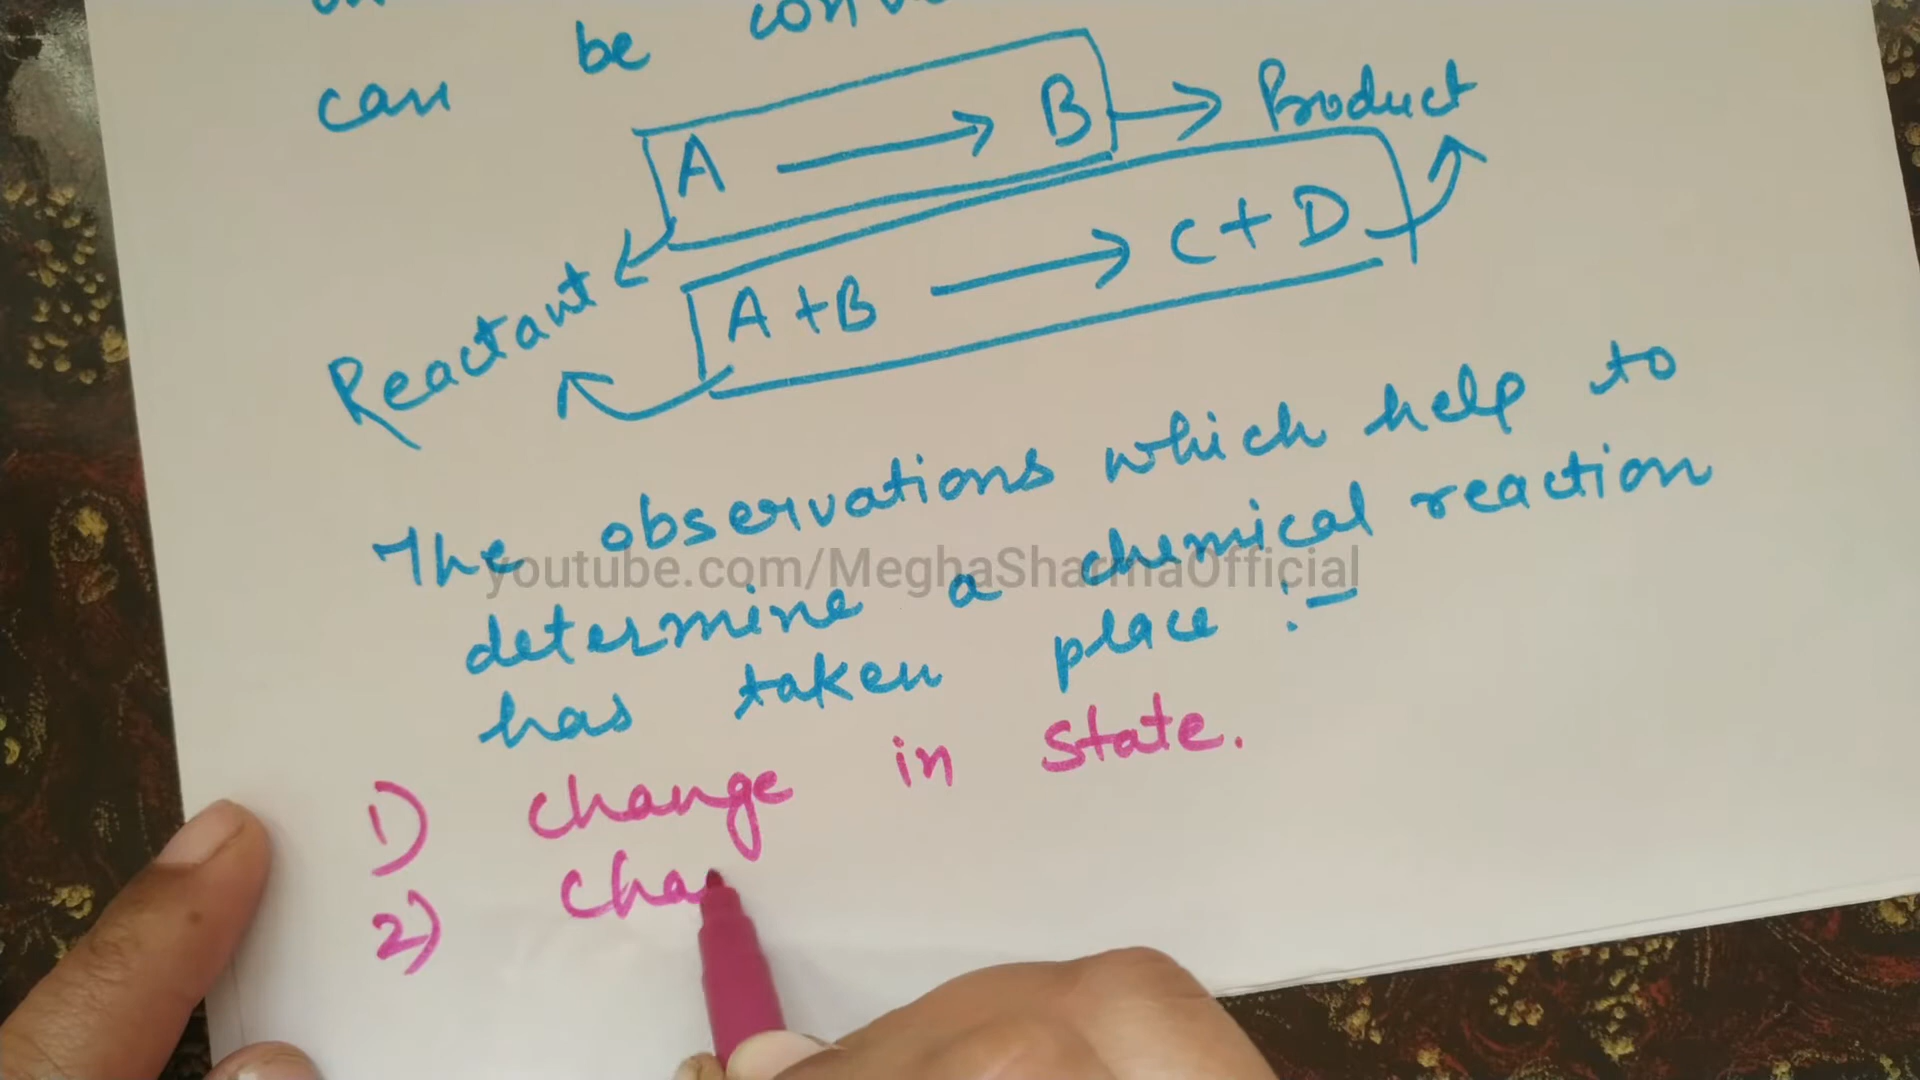 can be
A → B → Product
Reactant
A + B → C + D
The observations which help to
determine a chemical reaction
has taken place :-
1) change in state.
2) cha
youtube.com/MeghaSharmaOfficial